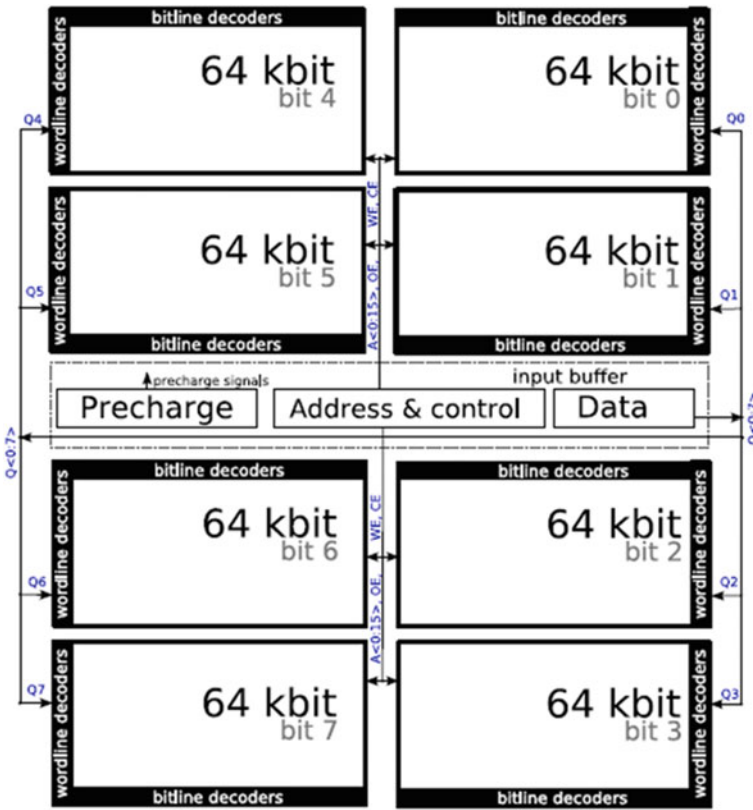 bitline decoders
wordline decoders
64 kbit
bit 4
Q4
bitline decoders
wordline decoders
64 kbit
bit 0
Q0
wordline decoders
64 kbit
bit 5
bitline decoders
Q5
wordline decoders
64 kbit
bit 1
bitline decoders
Q1
A<0:15>, OE, WE, CE
precharge signals
input buffer
Precharge
Address & control
Data
Q<0:7>
Q<0:7>
bitline decoders
wordline decoders
64 kbit
bit 6
Q6
bitline decoders
wordline decoders
64 kbit
bit 2
Q2
A<0:15>, OE, WE, CE
wordline decoders
64 kbit
bit 7
bitline decoders
Q7
wordline decoders
64 kbit
bit 3
bitline decoders
Q3